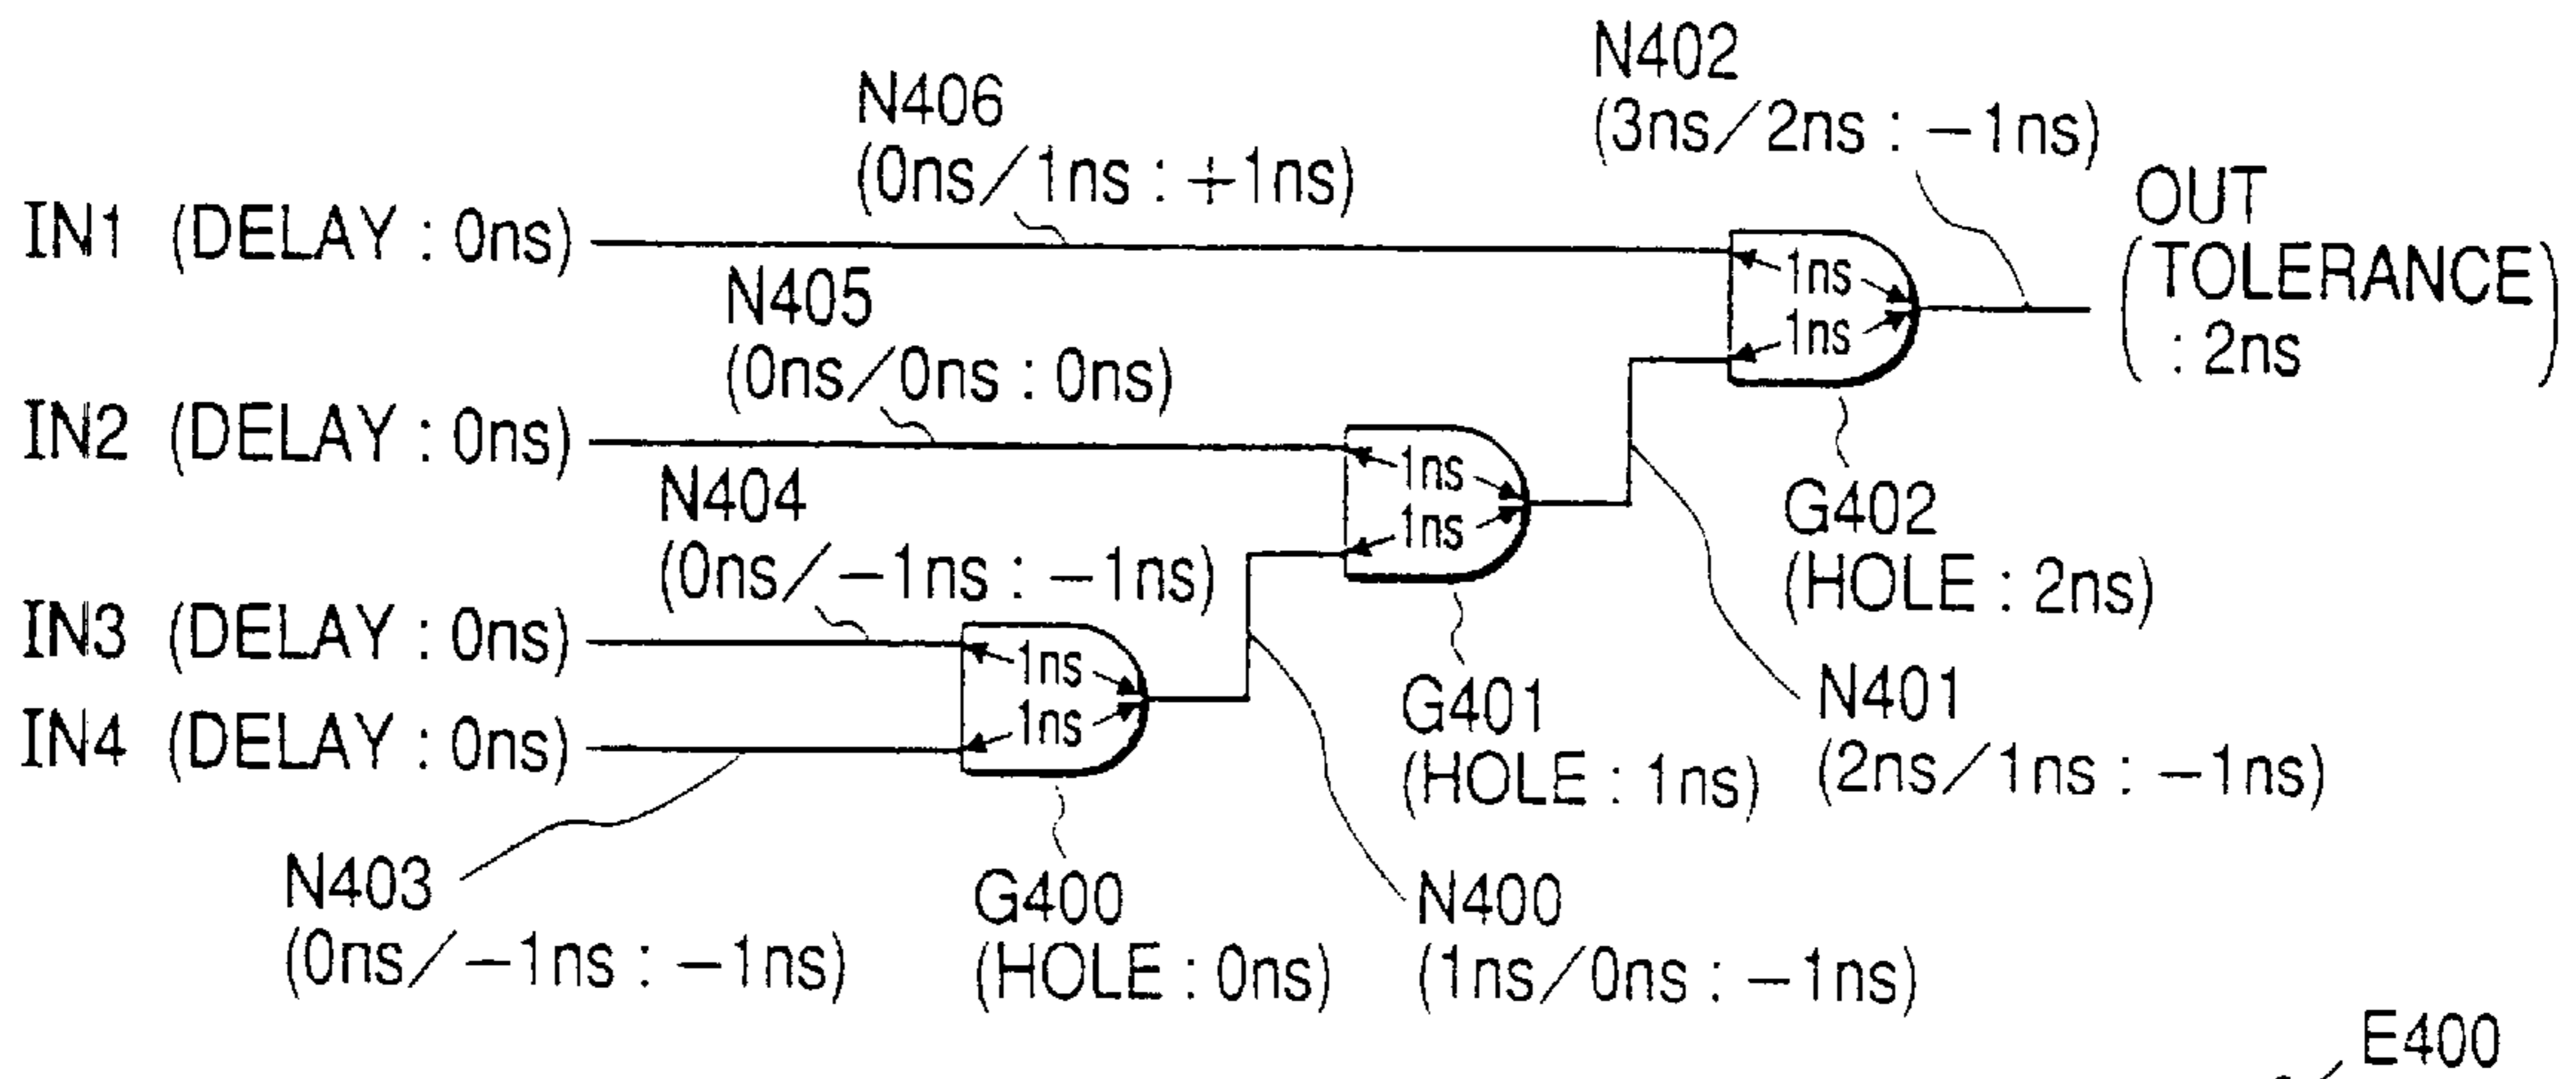 N402
(3ns/2ns : −1ns)
N406
(0ns/1ns : +1ns)
OUT
(TOLERANCE
: 2ns)
IN1 (DELAY : 0ns)
1ns
1ns
N405
(0ns/0ns : 0ns)
IN2 (DELAY : 0ns)
1ns
1ns
G402
(HOLE : 2ns)
N404
(0ns/−1ns : −1ns)
IN3 (DELAY : 0ns)
1ns
1ns
IN4 (DELAY : 0ns)
G401
(HOLE : 1ns)
N401
(2ns/1ns : −1ns)
N403
(0ns/−1ns : −1ns)
G400
(HOLE : 0ns)
N400
(1ns/0ns : −1ns)
E400